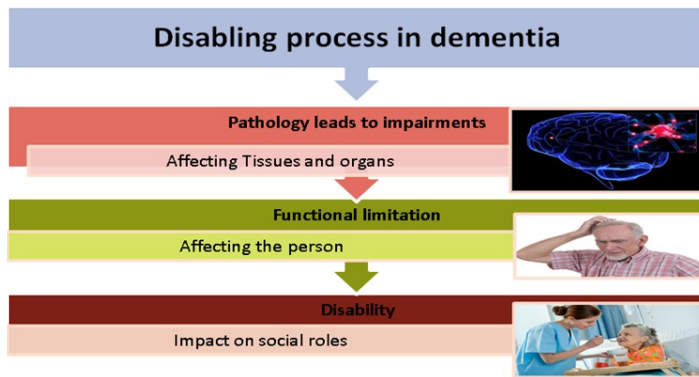 Disabling process in dementia
Pathology leads to impairments
Affecting Tissues and organs
Functional limitation
Affecting the person
Disability
Impact on social roles